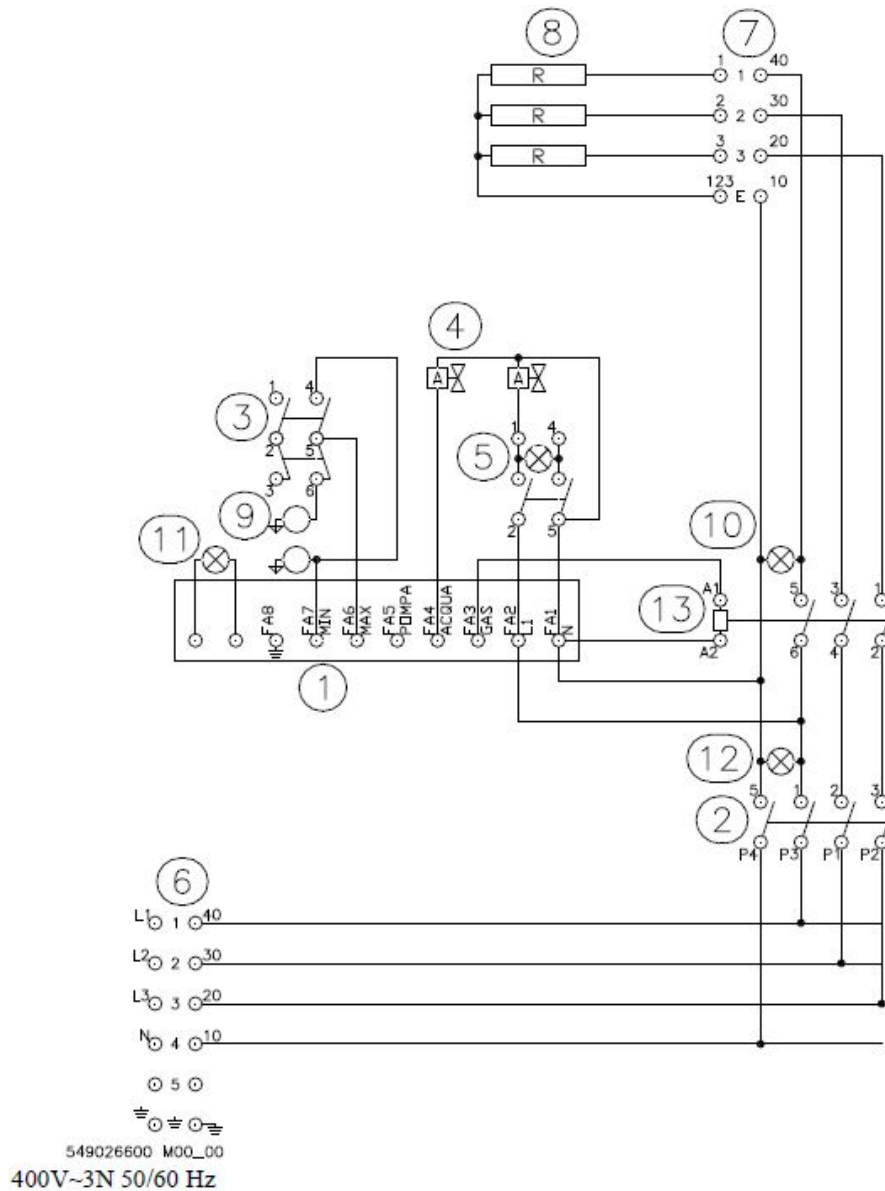 8 7
R 1 1 40
R 2 2 30
R 3 3 20
123 E 10
4
1 4
3
2 5
3 6
1 4
5
2 5
9
11
10
5 3 1
13
A1
A2
6 4 2
FA8
FA7 MIN
FA6 MAX
FA5 POMPA
FA4 ACQUA
FA3 GAS
FA2 L1
FA1 N
1
12
5 1 2 3
2
P4 P3 P1 P2
6
L1 1 40
L2 2 30
L3 3 20
N 4 10
5
549026600 M00_00
400V~3N 50/60 Hz